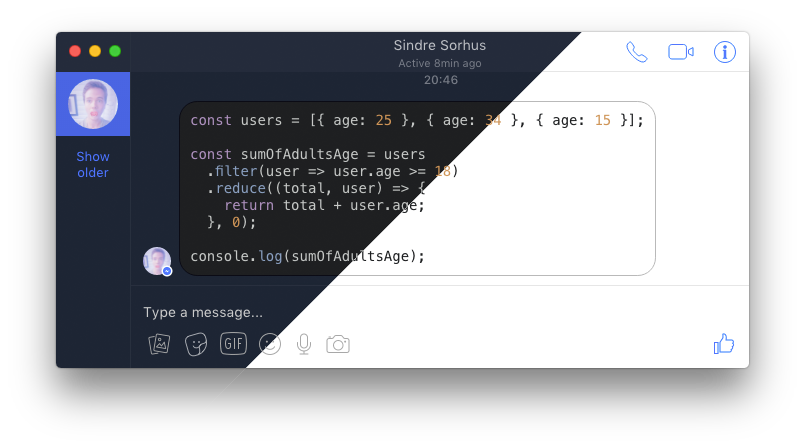 Sindre Sorhus
Active 8min ago
20:46
Show
older
const users = [{ age: 25 }, { age: 34 }, { age: 15 }];
const sumOfAdultsAge = users
.filter(user => user.age >= 18)
.reduce((total, user) => {
return total + user.age;
}, 0);
console.log(sumOfAdultsAge);
Type a message...
GIF